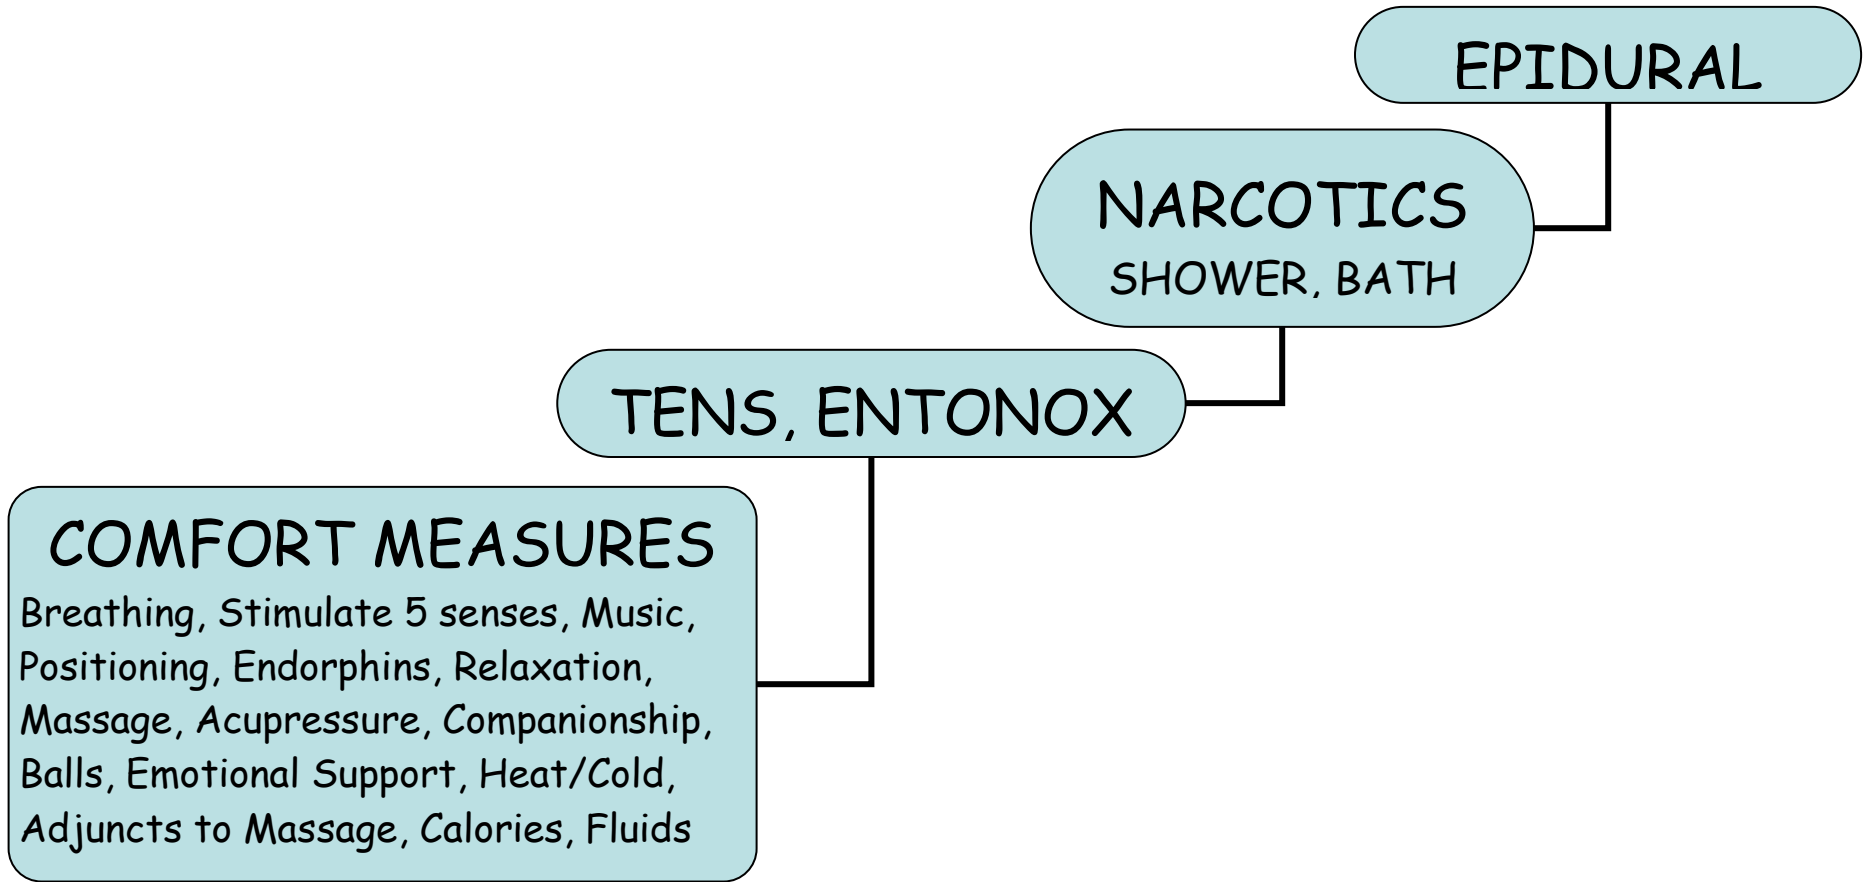 EPIDURAL
NARCOTICS
SHOWER, BATH
TENS, ENTONOX
COMFORT MEASURES
Breathing, Stimulate 5 senses, Music,
Positioning, Endorphins, Relaxation,
Massage, Acupressure, Companionship,
Balls, Emotional Support, Heat/Cold,
Adjuncts to Massage, Calories, Fluids